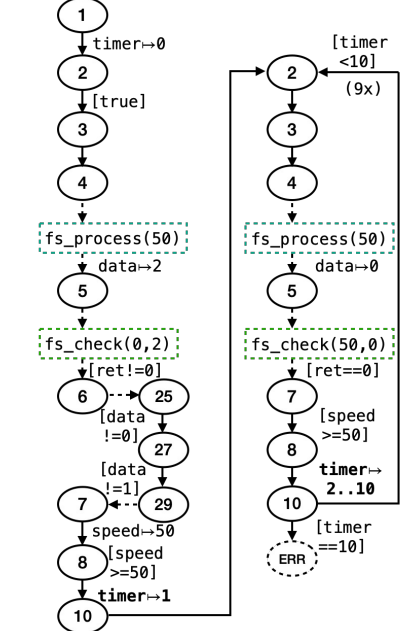 1
timer↦0
2
[true]
3
4
fs_process(50)
data↦2
5
fs_check(0,2)
[ret!=0]
6
25
[data
!=0]
27
[data
!=1]
7
29
speed↦50
8
[speed
>=50]
timer↦1
10
[timer
<10]
2
(9x)
3
4
fs_process(50)
data↦0
5
fs_check(50,0)
[ret==0]
7
[speed
>=50]
8
timer↦
2..10
10
[timer
==10]
ERR